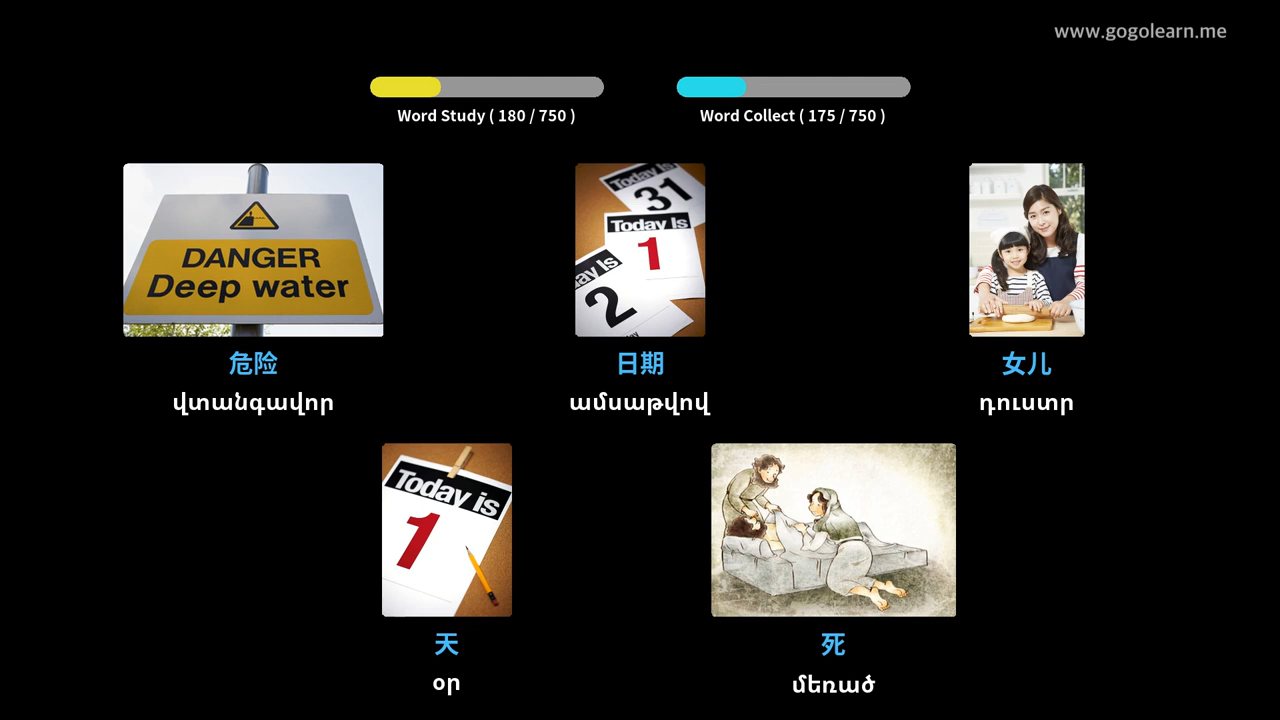 www.gogolearn.me
Word Study ( 180 / 750 )
Word Collect ( 175 / 750 )
DANGER
Deep water
Today Is
31
Today Is
1
ay Is
2
危险
日期
女儿
վտանգավոր
ամսաթվով
դուստր
Today is
1
天
死
օր
մեռած